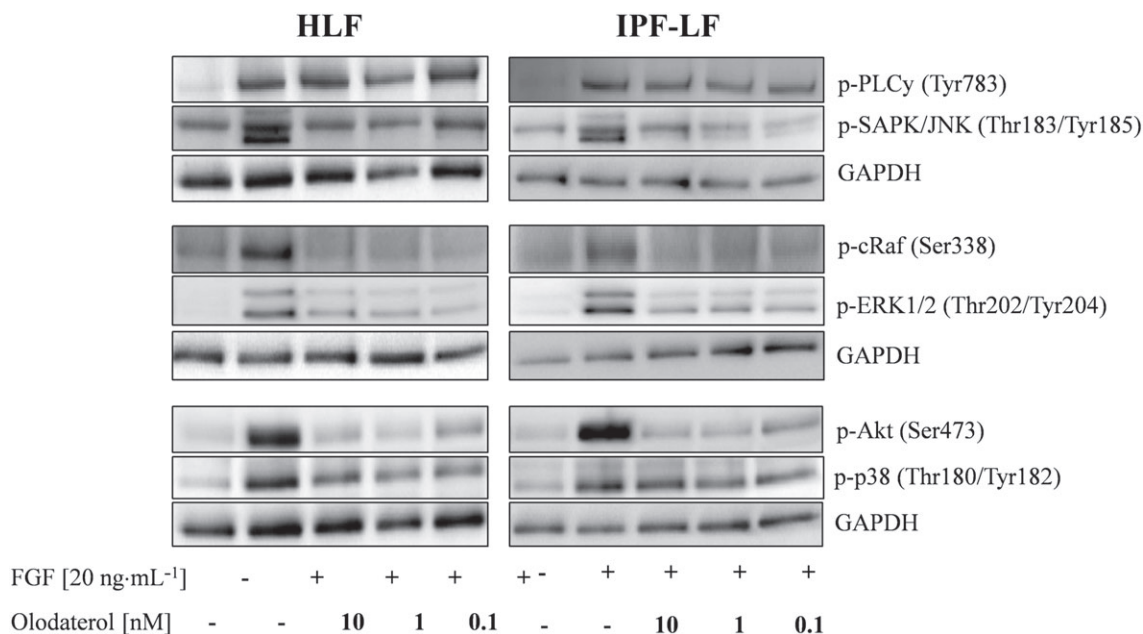 HLF IPF-LF
p-PLCy (Tyr783)
p-SAPK/JNK (Thr183/Tyr185)
GAPDH
p-cRaf (Ser338)
p-ERK1/2 (Thr202/Tyr204)
GAPDH
p-Akt (Ser473)
p-p38 (Thr180/Tyr182)
GAPDH
FGF [20 ng·mL⁻¹] - + + + + - + + + +
Olodaterol [nM] - - 10 1 0.1 - - 10 1 0.1